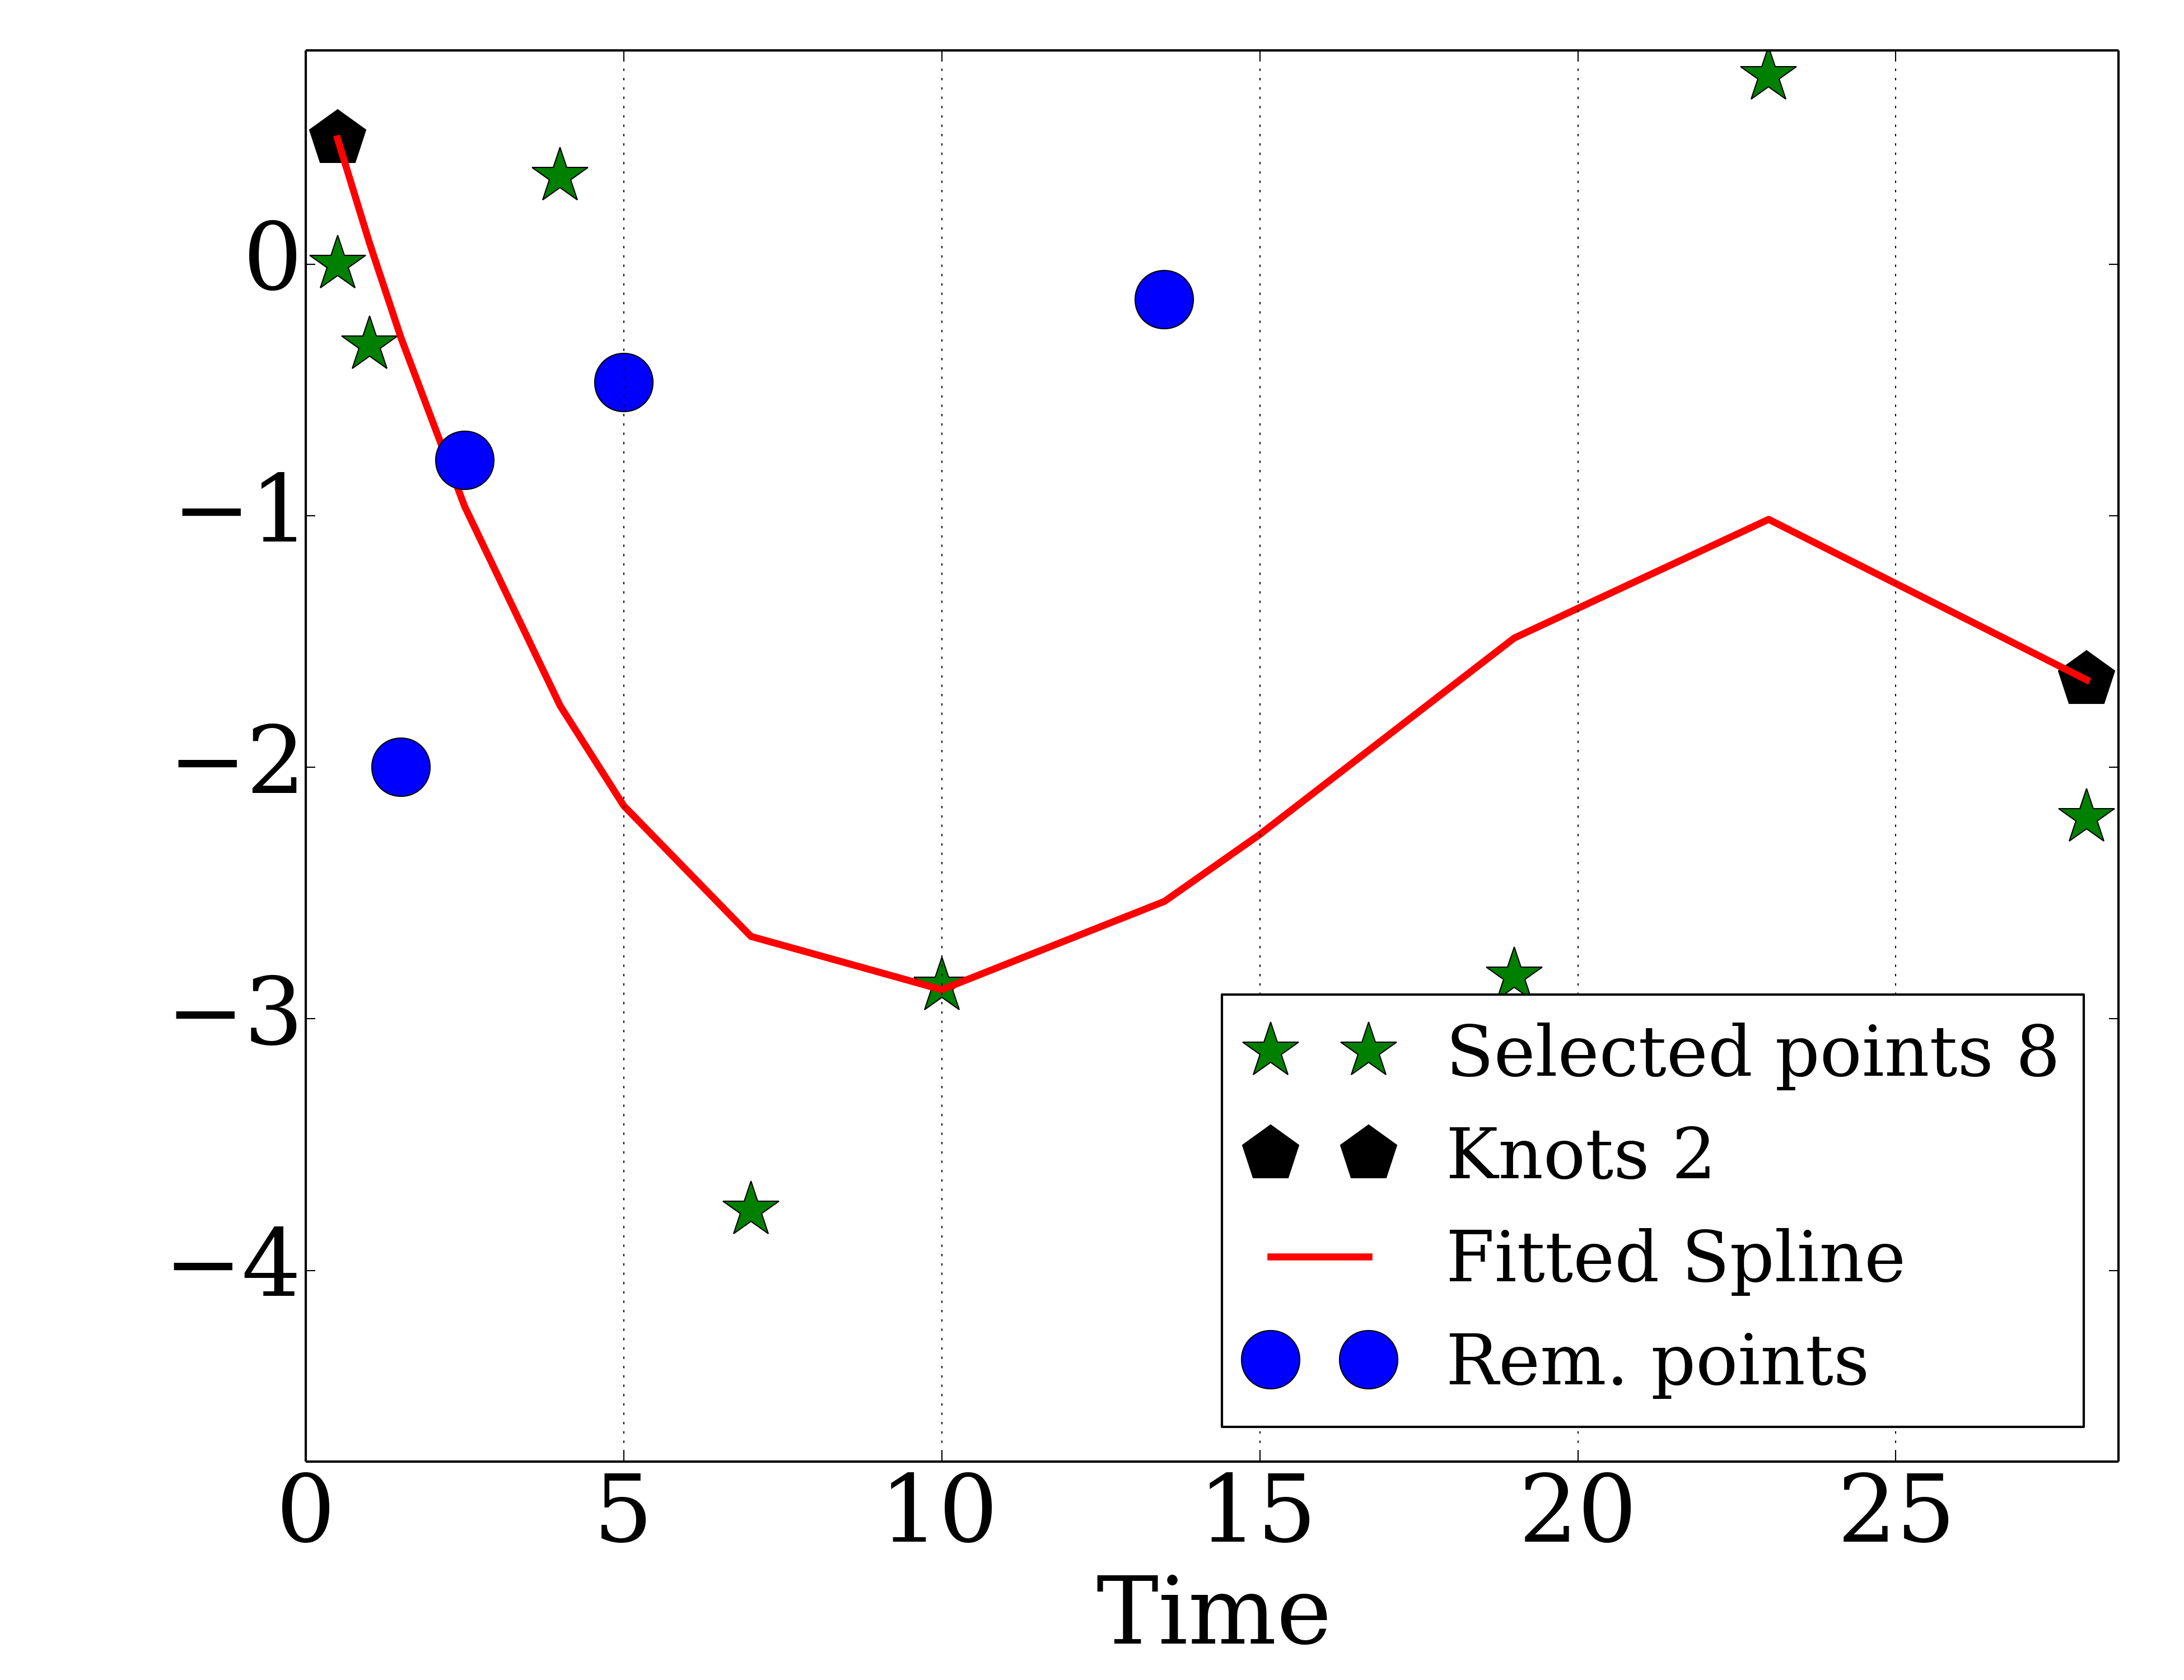 0
−1
−2
−3
−4
Selected points 8
Knots 2
Fitted Spline
Rem. points
0 5 10 15 20 25
Time